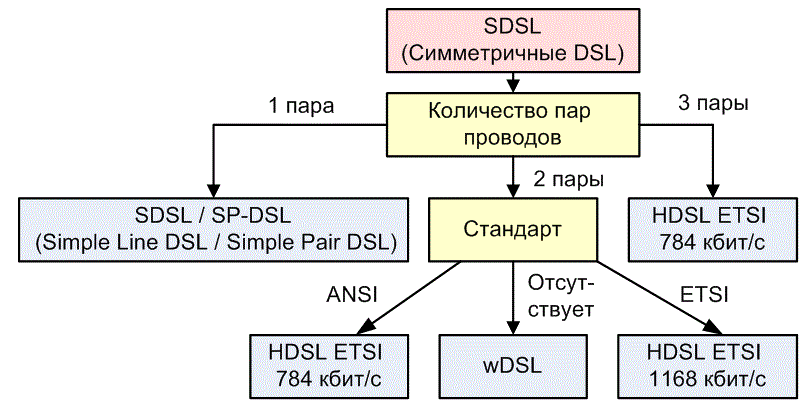 SDSL
(Симметричные DSL)
1 пара
Количество пар
проводов
3 пары
2 пары
SDSL / SP-DSL
(Simple Line DSL / Simple Pair DSL)
Стандарт
HDSL ETSI
784 кбит/с
ANSI
Отсут-
ствует
ETSI
HDSL ETSI
784 кбит/с
wDSL
HDSL ETSI
1168 кбит/с